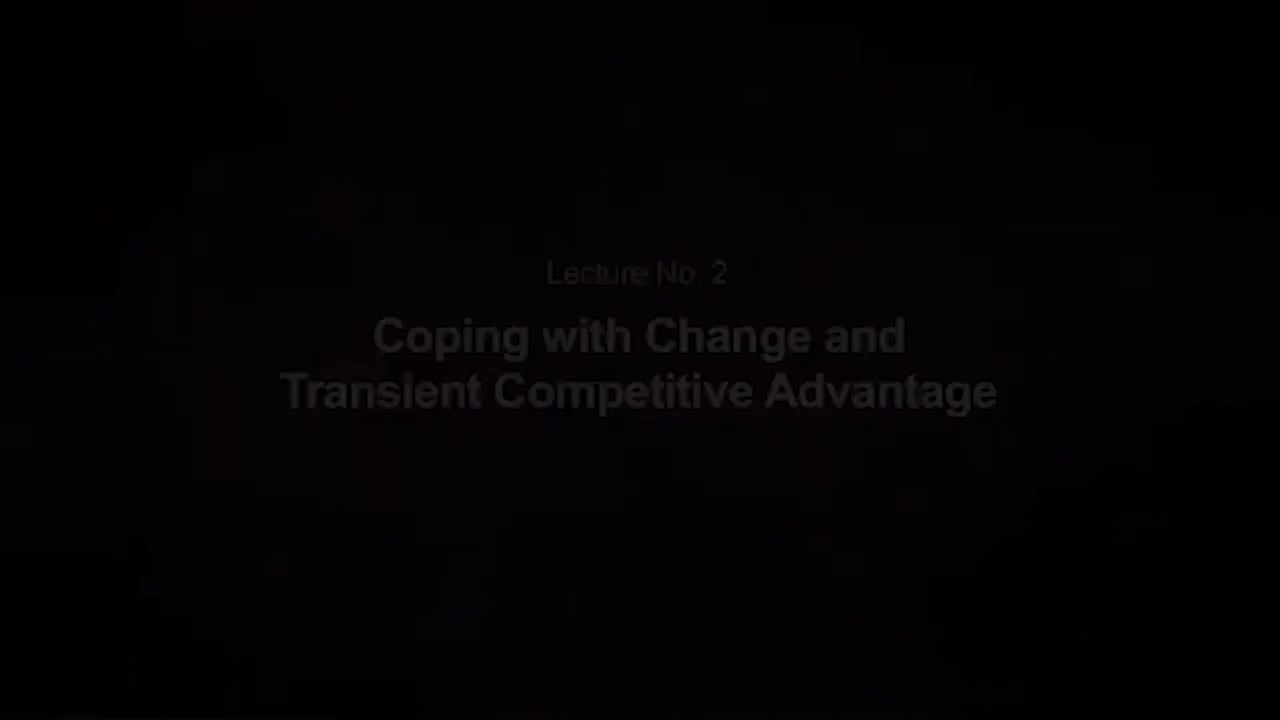 Lecture No. 2
Coping with Change and
Transient Competitive Advantage